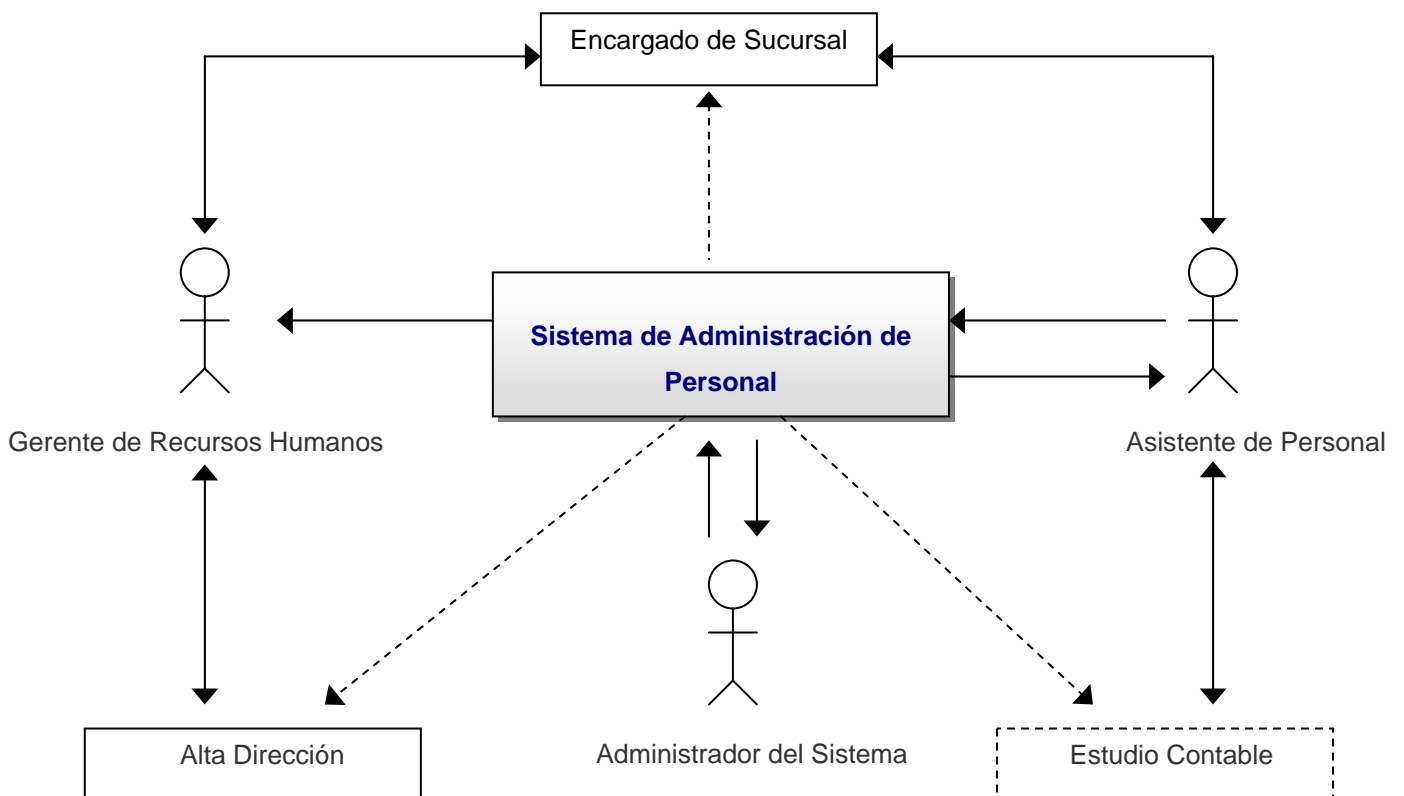 Encargado de Sucursal
Sistema de Administración de
Personal
Gerente de Recursos Humanos
Asistente de Personal
Alta Dirección
Administrador del Sistema
Estudio Contable